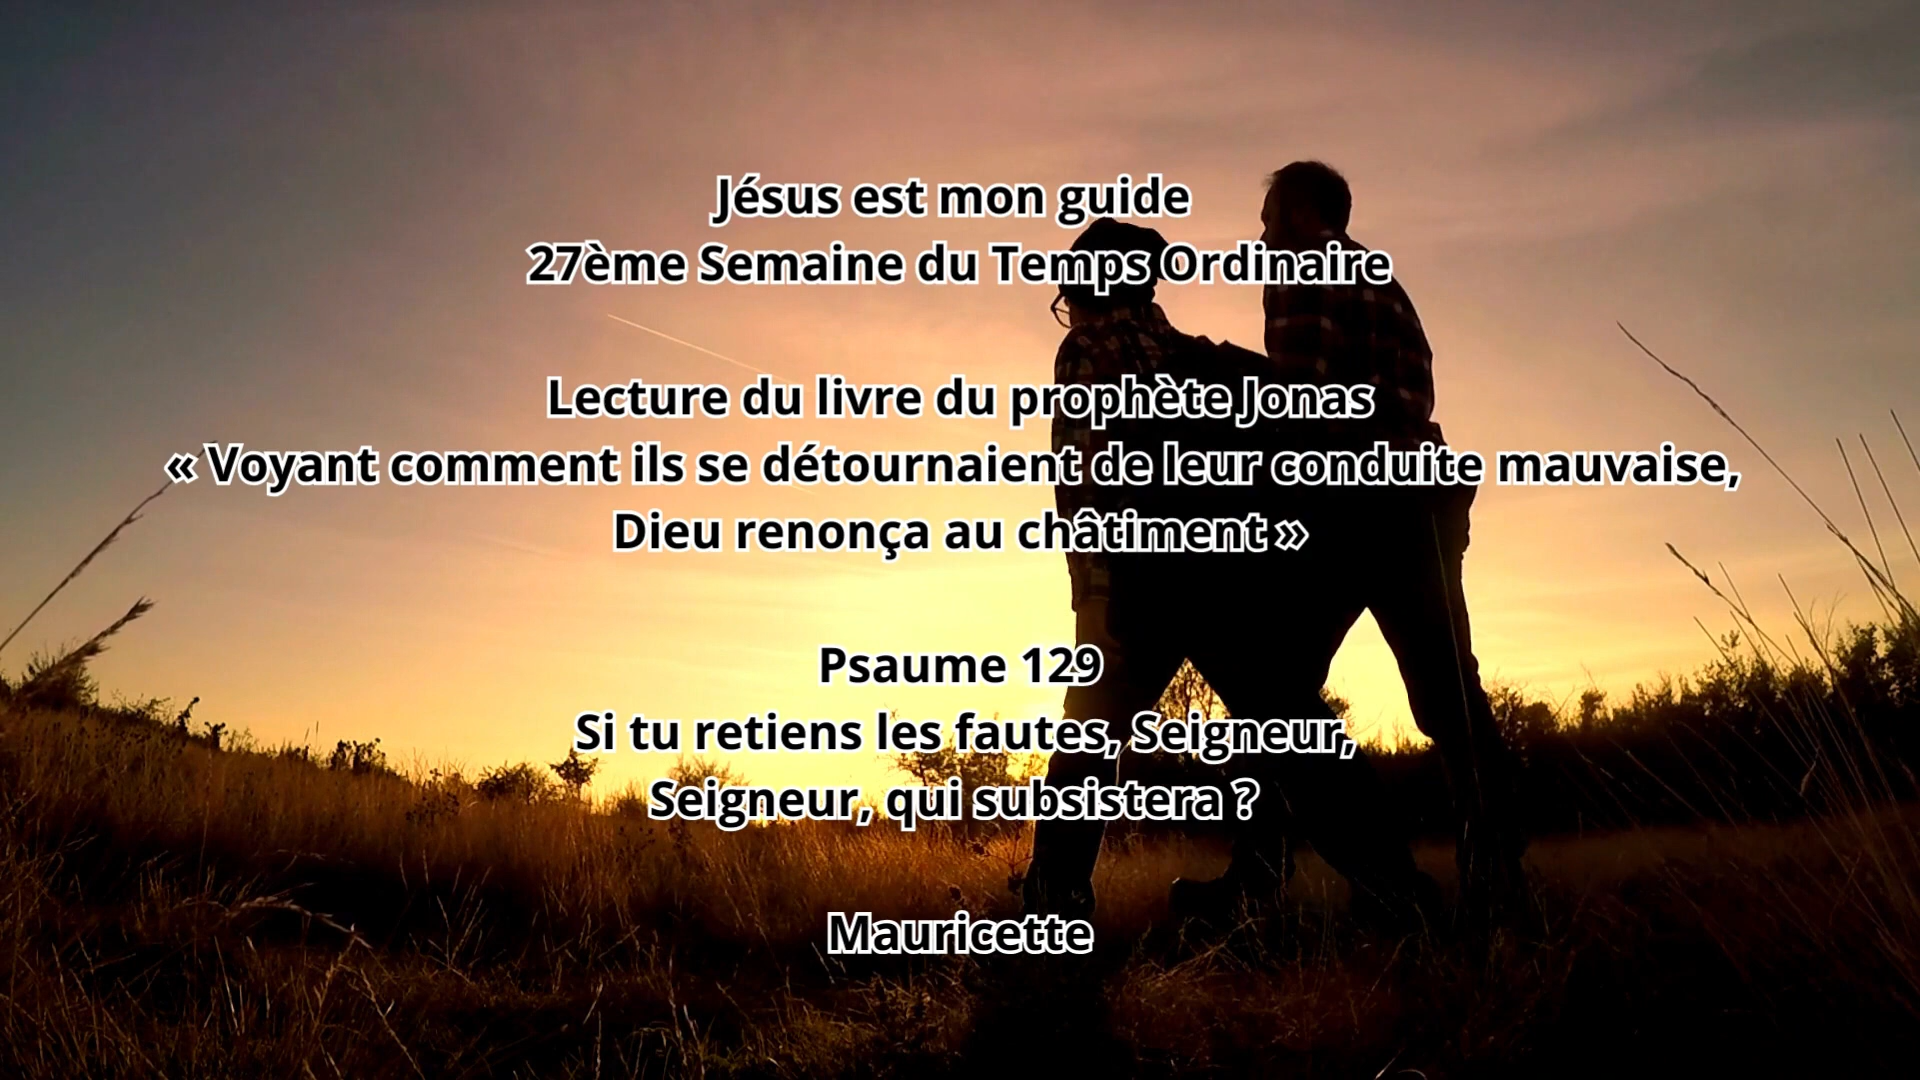 Jésus est mon guide
27ème Semaine du Temps Ordinaire
Lecture du livre du prophète Jonas
« Voyant comment ils se détournaient de leur conduite mauvaise,
Dieu renonça au châtiment »
Psaume 129
Si tu retiens les fautes, Seigneur,
Seigneur, qui subsistera ?
Mauricette